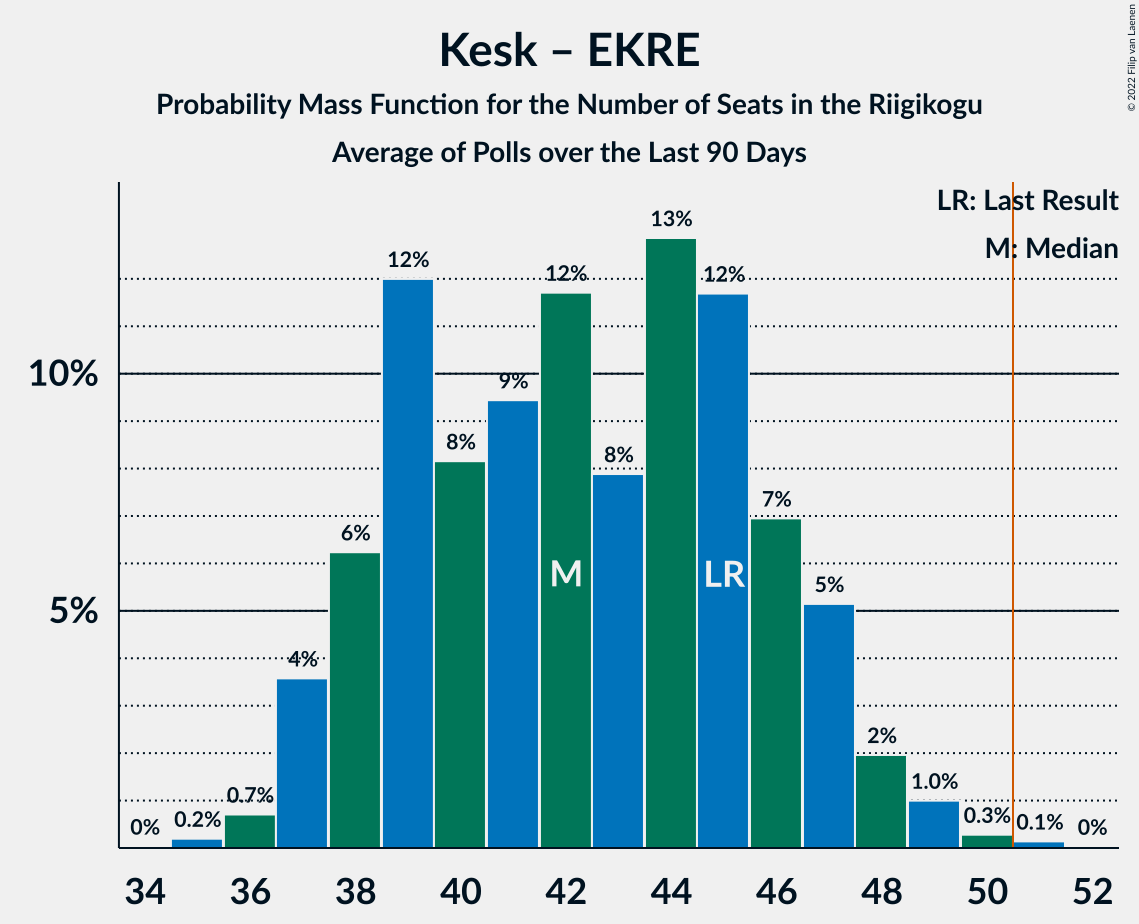 Kesk – EKRE
Probability Mass Function for the Number of Seats in the Riigikogu
Average of Polls over the Last 90 Days
© 2022 Filip van Laenen
LR: Last Result
M: Median
10%
5%
0%
0.2%
0.7%
4%
6%
12%
8%
9%
12%
8%
13%
12%
7%
5%
2%
1.0%
0.3%
0.1%
0%
M
LR
34 36 38 40 42 44 46 48 50 52